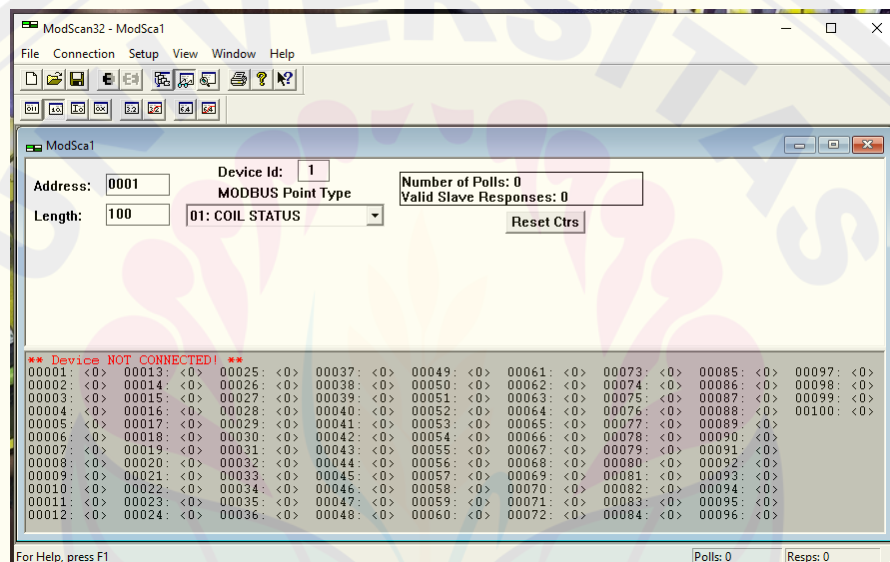 ModScan32 - ModSca1
File Connection Setup View Window Help
ModSca1
Address: 0001
Device Id: 1
MODBUS Point Type
Length: 100
01: COIL STATUS
Number of Polls: 0
Valid Slave Responses: 0
Reset Ctrs
** Device NOT CONNECTED! **
00001: <0> 00013: <0> 00025: <0> 00037: <0> 00049: <0> 00061: <0> 00073: <0> 00085: <0> 00097: <0>
00002: <0> 00014: <0> 00026: <0> 00038: <0> 00050: <0> 00062: <0> 00074: <0> 00086: <0> 00098: <0>
00003: <0> 00015: <0> 00027: <0> 00039: <0> 00051: <0> 00063: <0> 00075: <0> 00087: <0> 00099: <0>
00004: <0> 00016: <0> 00028: <0> 00040: <0> 00052: <0> 00064: <0> 00076: <0> 00088: <0> 00100: <0>
00005: <0> 00017: <0> 00029: <0> 00041: <0> 00053: <0> 00065: <0> 00077: <0> 00089: <0>
00006: <0> 00018: <0> 00030: <0> 00042: <0> 00054: <0> 00066: <0> 00078: <0> 00090: <0>
00007: <0> 00019: <0> 00031: <0> 00043: <0> 00055: <0> 00067: <0> 00079: <0> 00091: <0>
00008: <0> 00020: <0> 00032: <0> 00044: <0> 00056: <0> 00068: <0> 00080: <0> 00092: <0>
00009: <0> 00021: <0> 00033: <0> 00045: <0> 00057: <0> 00069: <0> 00081: <0> 00093: <0>
00010: <0> 00022: <0> 00034: <0> 00046: <0> 00058: <0> 00070: <0> 00082: <0> 00094: <0>
00011: <0> 00023: <0> 00035: <0> 00047: <0> 00059: <0> 00071: <0> 00083: <0> 00095: <0>
00012: <0> 00024: <0> 00036: <0> 00048: <0> 00060: <0> 00072: <0> 00084: <0> 00096: <0>
For Help, press F1
Polls: 0
Resps: 0